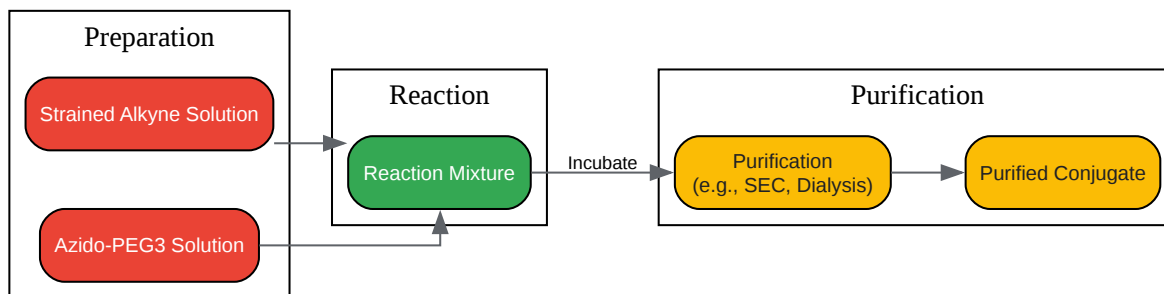 Preparation
Strained Alkyne Solution
Azido-PEG3 Solution
Reaction
Reaction Mixture
Incubate
Purification
Purification
(e.g., SEC, Dialysis)
Purified Conjugate